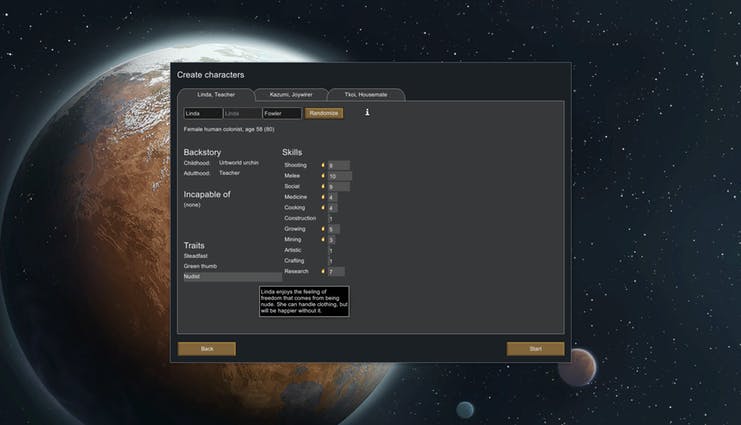 Create characters
Linda, Teacher
Kazumi, Joywirer
Tkoi, Housemate
Linda
Linda
Fowler
Randomize
i
Female human colonist, age 56 (80)
Backstory
Childhood: Urbworld urchin
Adulthood: Teacher
Incapable of
(none)
Traits
Steadfast
Green thumb
Nudist
Skills
Shooting 9
Melee 10
Social 9
Medicine 4
Cooking 4
Construction 1
Growing 5
Mining 3
Artistic 1
Crafting 1
Research 7
Linda enjoys the feeling of
freedom that comes from being
nude. She can handle clothing, but
will be happier without it.
Back
Start